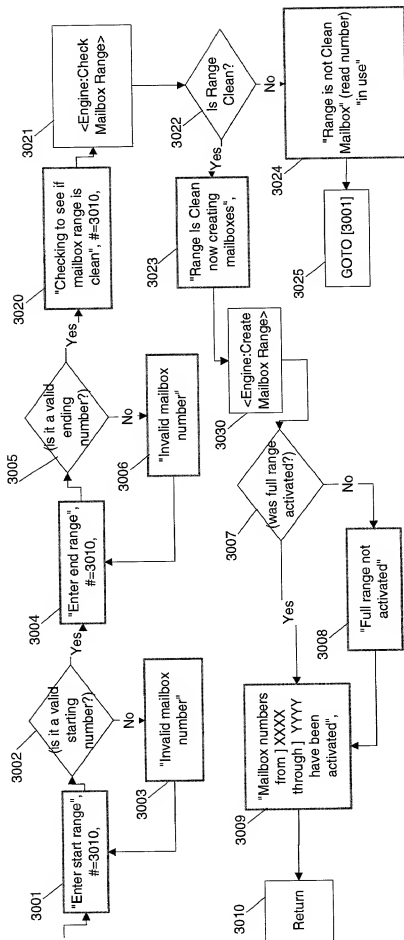 3001
"Enter start range",
#=3010,
3002
(is it a valid
starting
number?)
Yes
No
3003
"Invalid mailbox
number"
3004
"Enter end range",
#=3010,
3005
(is it a valid
ending
number?)
Yes
No
3006
"Invalid mailbox
number"
3020
"Checking to see if
mailbox range is
clean", #=3010,
3021
<Engine:Check
Mailbox Range>
3022
Is Range
Clean?
Yes
No
3023
"Range Is Clean
now creating
mailboxes",
3024
"Range is not Clean
Mailbox" (read number)
"in use"
3025
GOTO [3001]
3030
<Engine:Create
Mailbox Range>
3007
(was full range
activated?)
Yes
No
3008
"Full range not
activated"
3009
"Mailbox numbers
from ] XXXX
through ] YYYY
have been
activated",
3010
Return